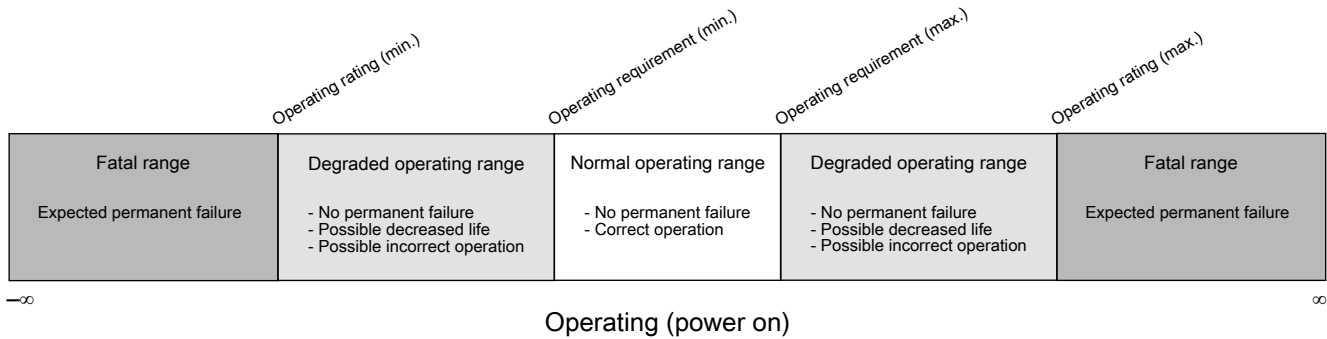 Operating rating (min.)
Operating requirement (min.)
Operating requirement (max.)
Operating rating (max.)
Fatal range
Expected permanent failure
Degraded operating range
- No permanent failure
- Possible decreased life
- Possible incorrect operation
Normal operating range
- No permanent failure
- Correct operation
Degraded operating range
- No permanent failure
- Possible decreased life
- Possible incorrect operation
Fatal range
Expected permanent failure
–∞
∞
Operating (power on)